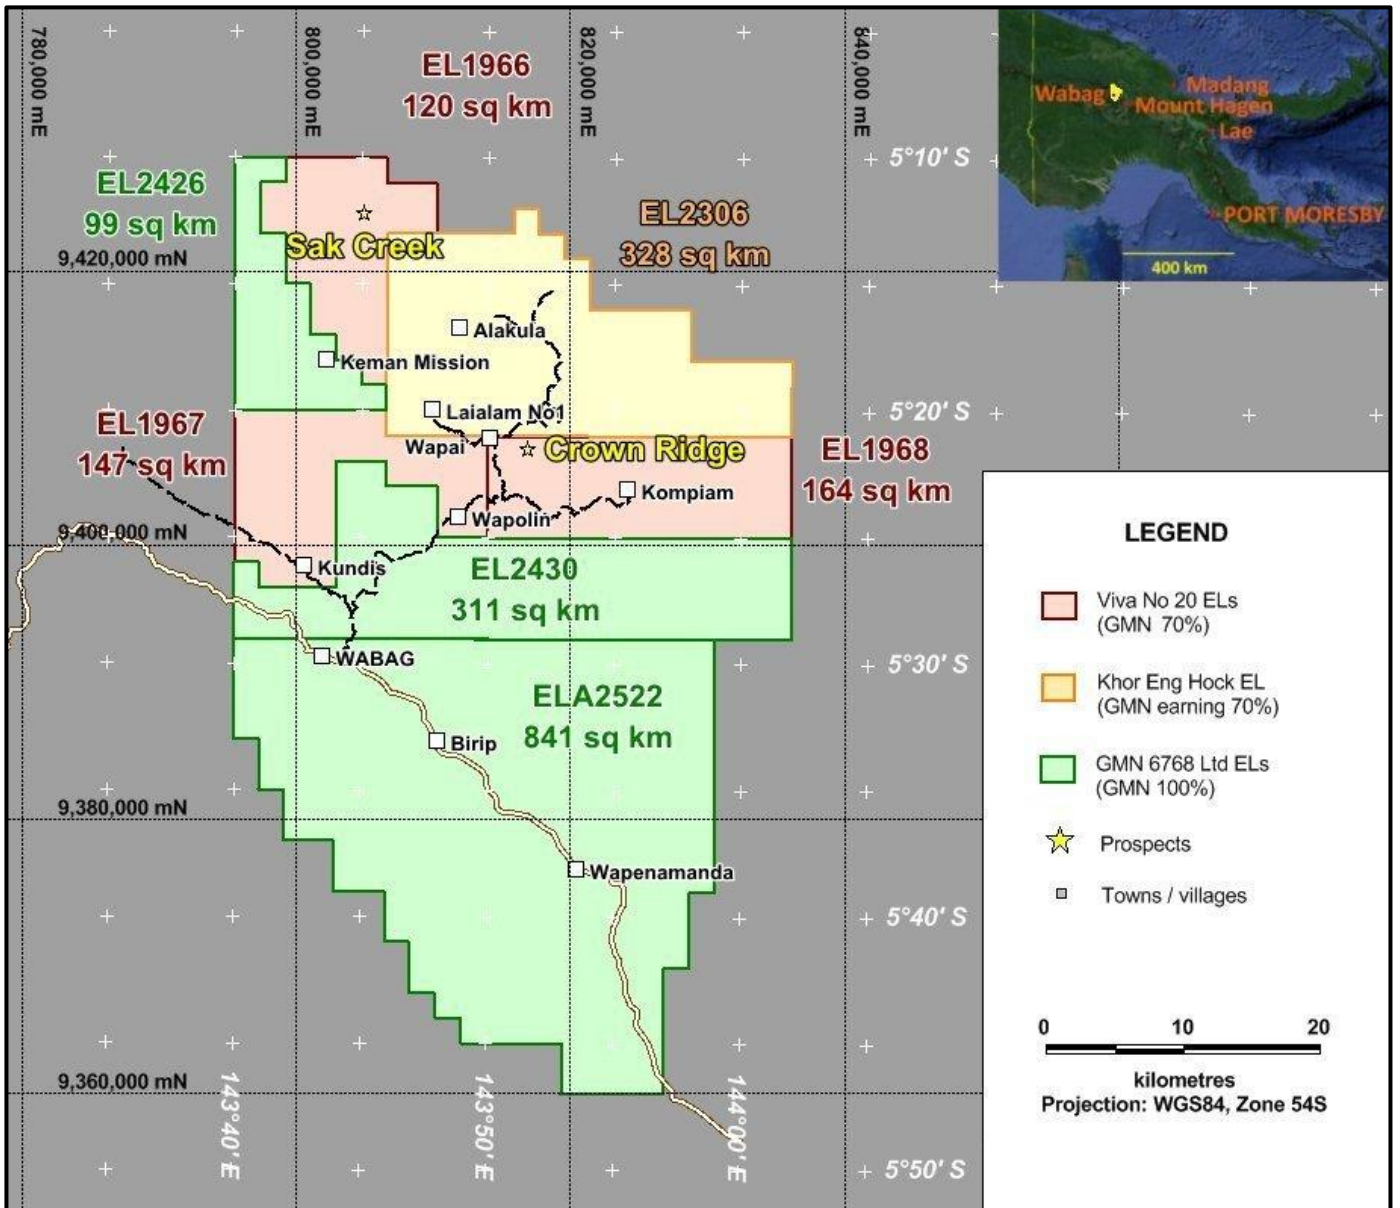 780,000 mE
800,000 mE
820,000 mE
840,000 mE
EL1966
120 sq km
Wabag
Madang
Mount Hagen
Lae
PORT MORESBY
400 km
5°10' S
EL2426
99 sq km
EL2306
328 sq km
Sak Creek
9,420,000 mN
Alakula
Keman Mission
5°20' S
Laialam No1
EL1967
147 sq km
Wapai
Crown Ridge
EL1968
164 sq km
Kompiam
Wapolin
9,400,000 mN
Kundis
EL2430
311 sq km
WABAG
5°30' S
ELA2522
841 sq km
Birip
9,380,000 mN
Wapenamanda
5°40' S
9,360,000 mN
143°40' E
143°50' E
144°00' E
5°50' S
LEGEND
Viva No 20 ELs
(GMN 70%)
Khor Eng Hock EL
(GMN earning 70%)
GMN 6768 Ltd ELs
(GMN 100%)
Prospects
Towns / villages
0 10 20
kilometres
Projection: WGS84, Zone 54S